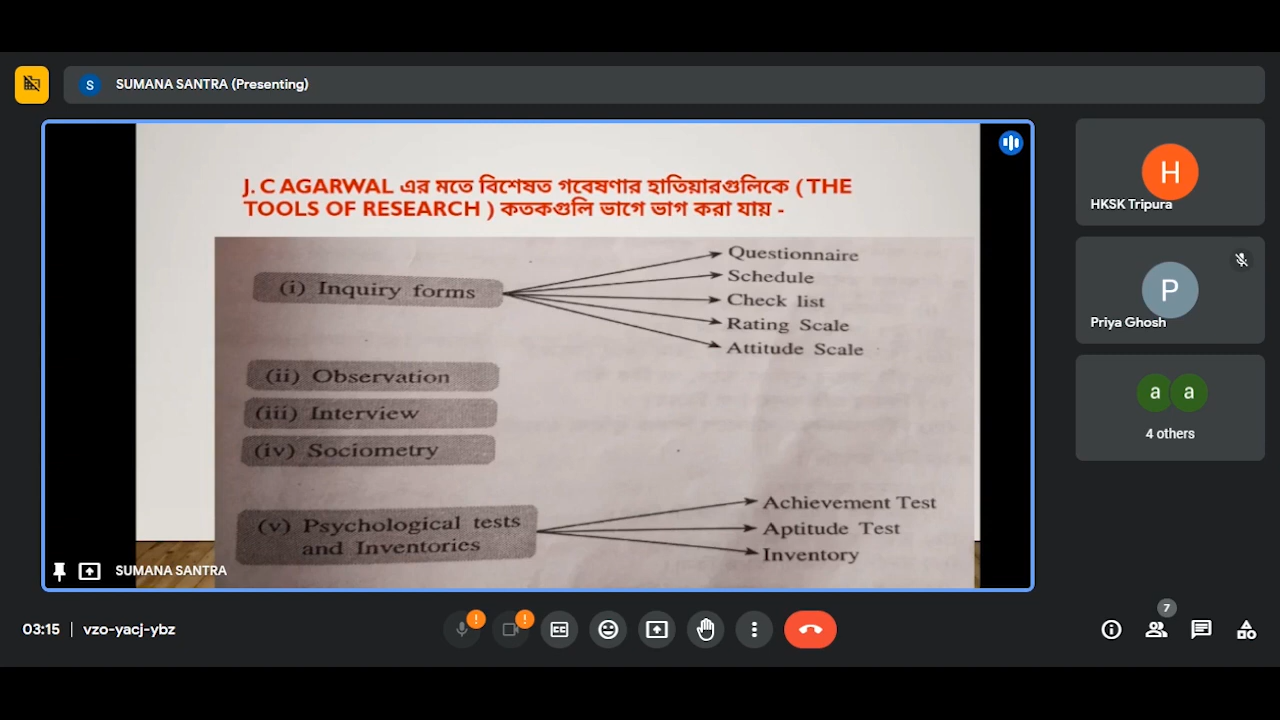 S SUMANA SANTRA (Presenting)
J. C AGARWAL এর মতে বিশেষত গবেষণার হাতিয়ারগুলিকে ( THE
TOOLS OF RESEARCH ) কতকগুলি ভাগে ভাগ করা যায় -
(i) Inquiry forms
Questionnaire
Schedule
Check list
Rating Scale
Attitude Scale
(ii) Observation
(iii) Interview
(iv) Sociometry
(v) Psychological tests
and Inventories
Achievement Test
Aptitude Test
Inventory
SUMANA SANTRA
H
HKSK Tripura
P
Priya Ghosh
a a
4 others
03:15 | vzo-yacj-ybz
! !
CC
7